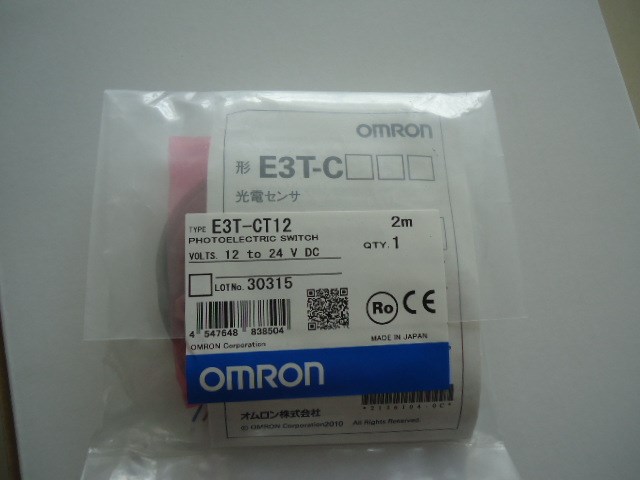 OMRON
形 E3T-C□□□
光電センサ
TYPE E3T-CT12 2m
PHOTOELECTRIC SWITCH
VOLTS. 12 to 24 V DC QTY. 1
LOT No. 30315
4 547648 838504
Ro CE
OMRON Corporation MADE IN JAPAN
OMRON
オムロン株式会社
© OMRON Corporation2010 All Rights Reserved.